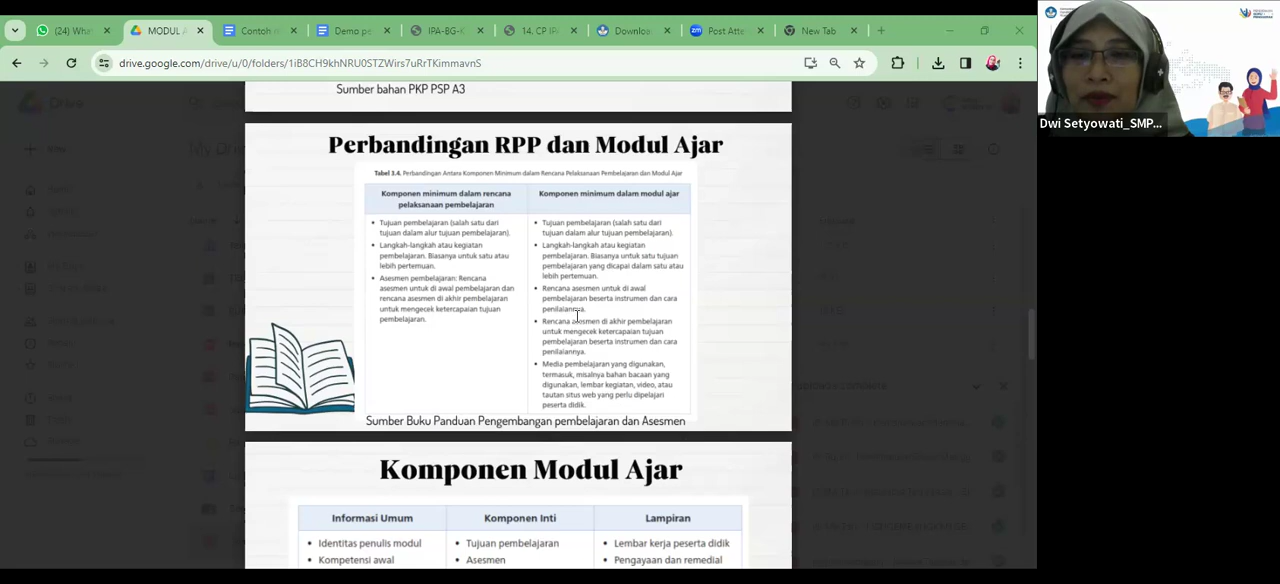 (24) Wha
MODUL A
Contoh
Demo pe
IPA-BG-K
14. CP IP
Downloa
Post Atte
New Tab
drive.google.com/drive/u/0/folders/1iB8CH9khNRU0STZWirs7uRrTKimmavnS
Dwi Setyowati_SMP...
Sumber bahan PKP PSP A3
Perbandingan RPP dan Modul Ajar
Tabel 3.4. Perbandingan Antara Komponen Minimum dalam Rencana Pelaksanaan Pembelajaran dan Modul Ajar
Komponen minimum dalam rencana
pelaksanaan pembelajaran
• Tujuan pembelajaran (salah satu dari
tujuan dalam alur tujuan pembelajaran).
• Langkah-langkah atau kegiatan
pembelajaran. Biasanya untuk satu atau
lebih pertemuan.
• Asesmen pembelajaran: Rencana
asesmen untuk di awal pembelajaran dan
rencana asesmen di akhir pembelajaran
untuk mengecek ketercapaian tujuan
pembelajaran.
Komponen minimum dalam modul ajar
• Tujuan pembelajaran (salah satu dari
tujuan dalam alur tujuan pembelajaran).
• Langkah-langkah atau kegiatan
pembelajaran. Biasanya untuk satu tujuan
pembelajaran yang dicapai dalam satu atau
lebih pertemuan.
• Rencana asesmen untuk di awal
pembelajaran beserta instrumen dan cara
penilaiannya.
• Rencana asesmen di akhir pembelajaran
untuk mengecek ketercapaian tujuan
pembelajaran beserta instrumen dan cara
penilaiannya.
• Media pembelajaran yang digunakan,
termasuk, misalnya bahan bacaan yang
digunakan, lembar kegiatan, video, atau
tautan situs web yang perlu dipelajari
peserta didik.
Sumber Buku Panduan Pengembangan pembelajaran dan Asesmen
Komponen Modul Ajar
Informasi Umum
Komponen Inti
Lampiran
• Identitas penulis modul
• Tujuan pembelajaran
• Lembar kerja peserta didik
• Kompetensi awal
• Asesmen
• Pengayaan dan remedial